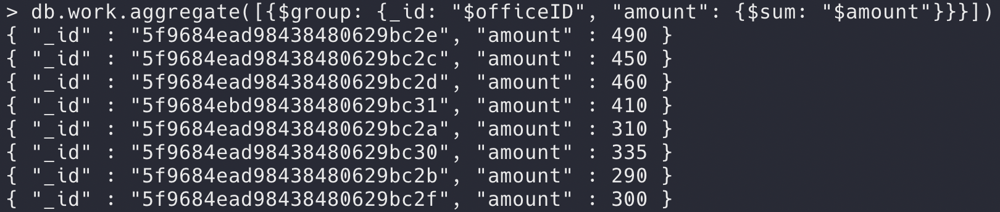 > db.work.aggregate([{$group: {_id: "$officeID", "amount": {$sum: "$amount"}}}])
{ "_id" : "5f9684ead98438480629bc2e", "amount" : 490 }
{ "_id" : "5f9684ead98438480629bc2c", "amount" : 450 }
{ "_id" : "5f9684ead98438480629bc2d", "amount" : 460 }
{ "_id" : "5f9684ebd98438480629bc31", "amount" : 410 }
{ "_id" : "5f9684ead98438480629bc2a", "amount" : 310 }
{ "_id" : "5f9684ead98438480629bc30", "amount" : 335 }
{ "_id" : "5f9684ead98438480629bc2b", "amount" : 290 }
{ "_id" : "5f9684ead98438480629bc2f", "amount" : 300 }